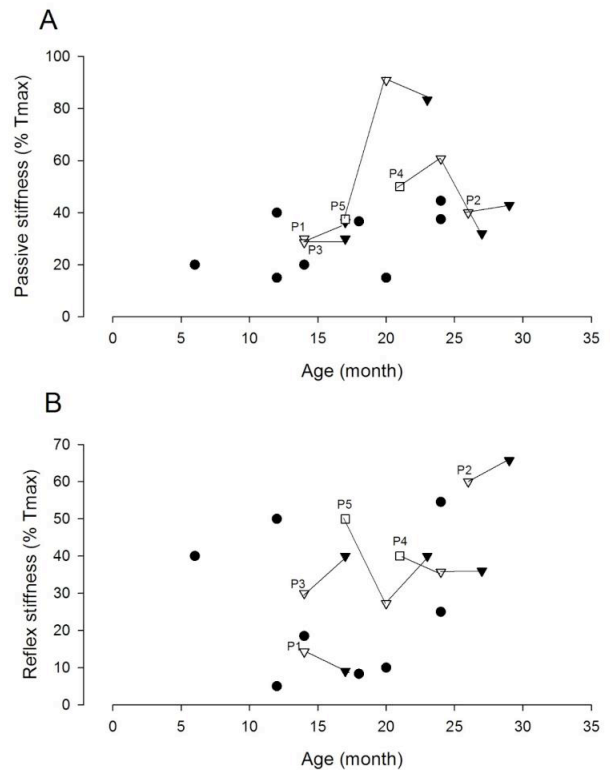 A
Passive stiffness (% Tmax)
100
80
60
40
20
0
P1
P3
P5
P4
P2
0 5 10 15 20 25 30 35
Age (month)
B
Reflex stiffness (% Tmax)
70
60
50
40
30
20
10
0
P2
P5
P4
P3
P1
0 5 10 15 20 25 30 35
Age (month)